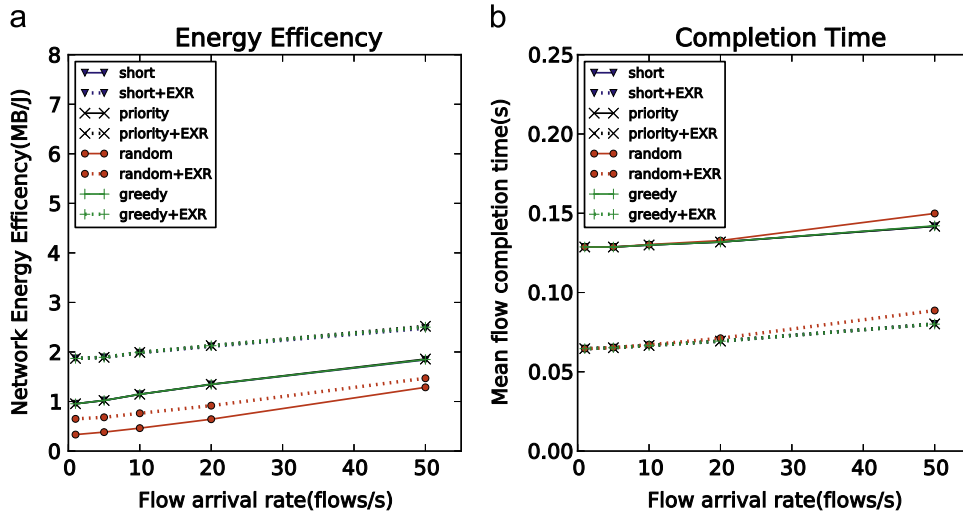 a
Energy Efficency
Network Energy Efficency(MB/J)
8
7
6
5
4
3
2
1
0
short
short+EXR
priority
priority+EXR
random
random+EXR
greedy
greedy+EXR
0 10 20 30 40 50
Flow arrival rate(flows/s)
b
Completion Time
Mean flow completion time(s)
0.25
0.20
0.15
0.10
0.05
0.00
short
short+EXR
priority
priority+EXR
random
random+EXR
greedy
greedy+EXR
0 10 20 30 40 50
Flow arrival rate(flows/s)